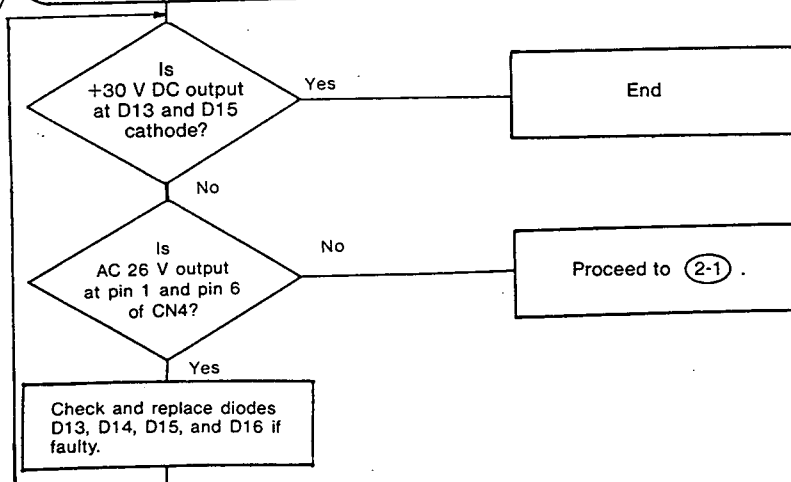 Is
+30 V DC output
at D13 and D15
cathode?
Yes
End
No
Is
AC 26 V output
at pin 1 and pin 6
of CN4?
No
Proceed to 2-1 .
Yes
Check and replace diodes
D13, D14, D15, and D16 if
faulty.